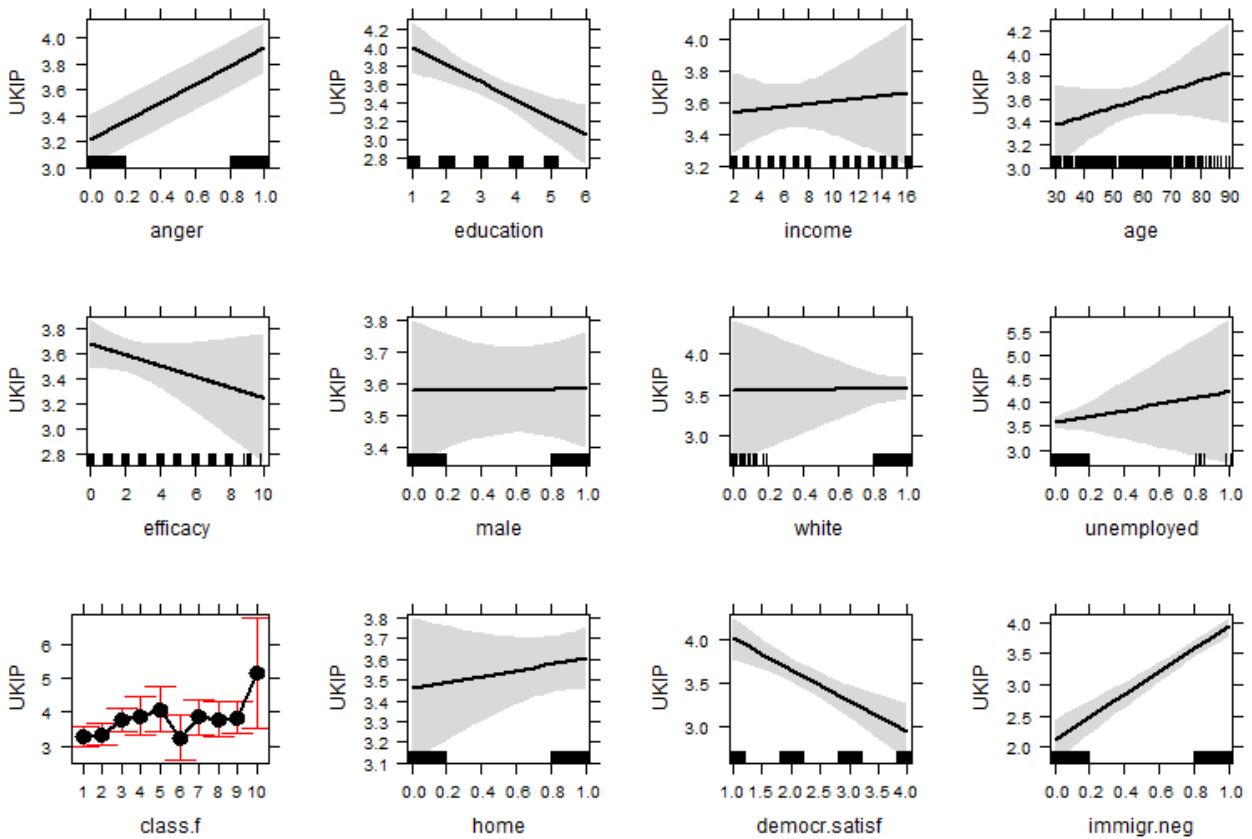 UKIP
4.0
3.8
3.6
3.4
3.2
3.0
0.0 0.2 0.4 0.6 0.8 1.0
anger
UKIP
4.2
4.0
3.8
3.6
3.4
3.2
3.0
2.8
1 2 3 4 5 6
education
UKIP
4.0
3.8
3.6
3.4
3.2
2 4 6 8 10 12 14 16
income
UKIP
4.2
4.0
3.8
3.6
3.4
3.2
3.0
30 40 50 60 70 80 90
age
UKIP
3.8
3.6
3.4
3.2
3.0
2.8
0 2 4 6 8 10
efficacy
UKIP
3.8
3.7
3.6
3.5
3.4
0.0 0.2 0.4 0.6 0.8 1.0
male
UKIP
4.0
3.5
3.0
0.0 0.2 0.4 0.6 0.8 1.0
white
UKIP
5.5
5.0
4.5
4.0
3.5
3.0
0.0 0.2 0.4 0.6 0.8 1.0
unemployed
UKIP
6
5
4
3
1 2 3 4 5 6 7 8 9 10
class.f
UKIP
3.8
3.7
3.6
3.5
3.4
3.3
3.2
3.1
0.0 0.2 0.4 0.6 0.8 1.0
home
UKIP
4.0
3.5
3.0
1.0 1.5 2.0 2.5 3.0 3.5 4.0
democr.satisf
UKIP
4.0
3.5
3.0
2.5
2.0
0.0 0.2 0.4 0.6 0.8 1.0
immigr.neg